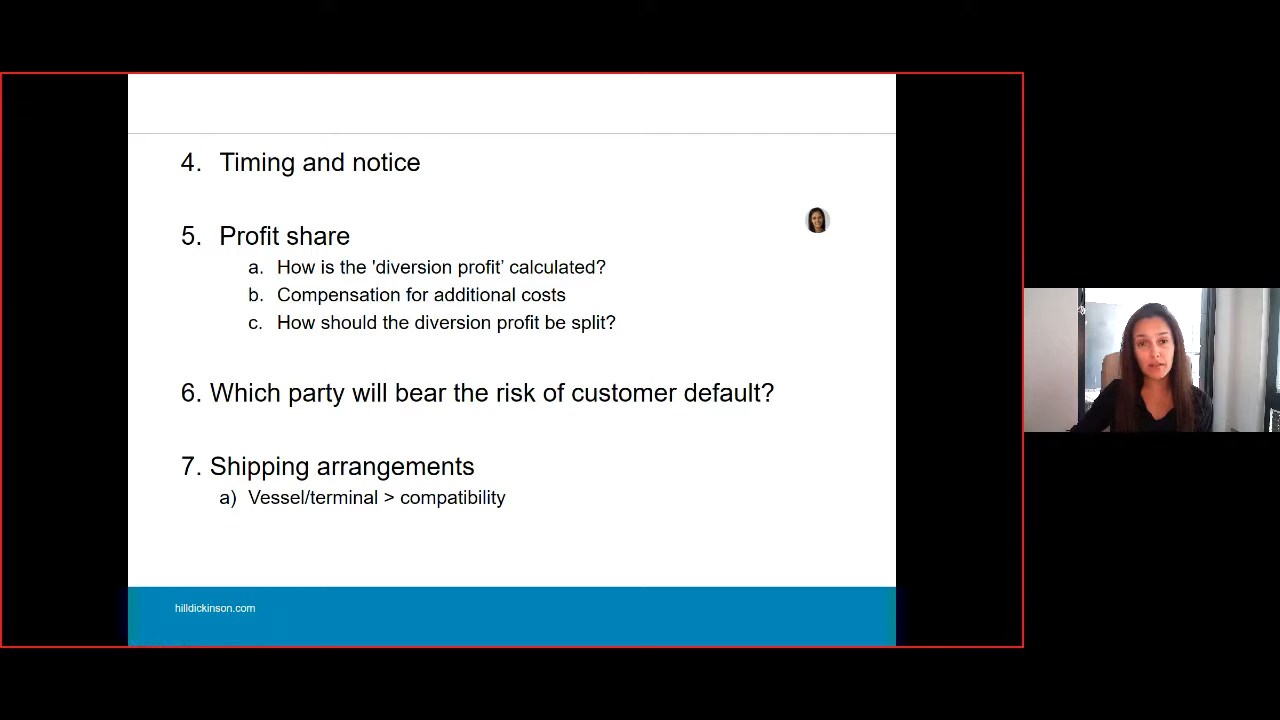 4. Timing and notice
5. Profit share
a. How is the 'diversion profit' calculated?
b. Compensation for additional costs
c. How should the diversion profit be split?
6. Which party will bear the risk of customer default?
7. Shipping arrangements
a) Vessel/terminal > compatibility
hilldickinson.com